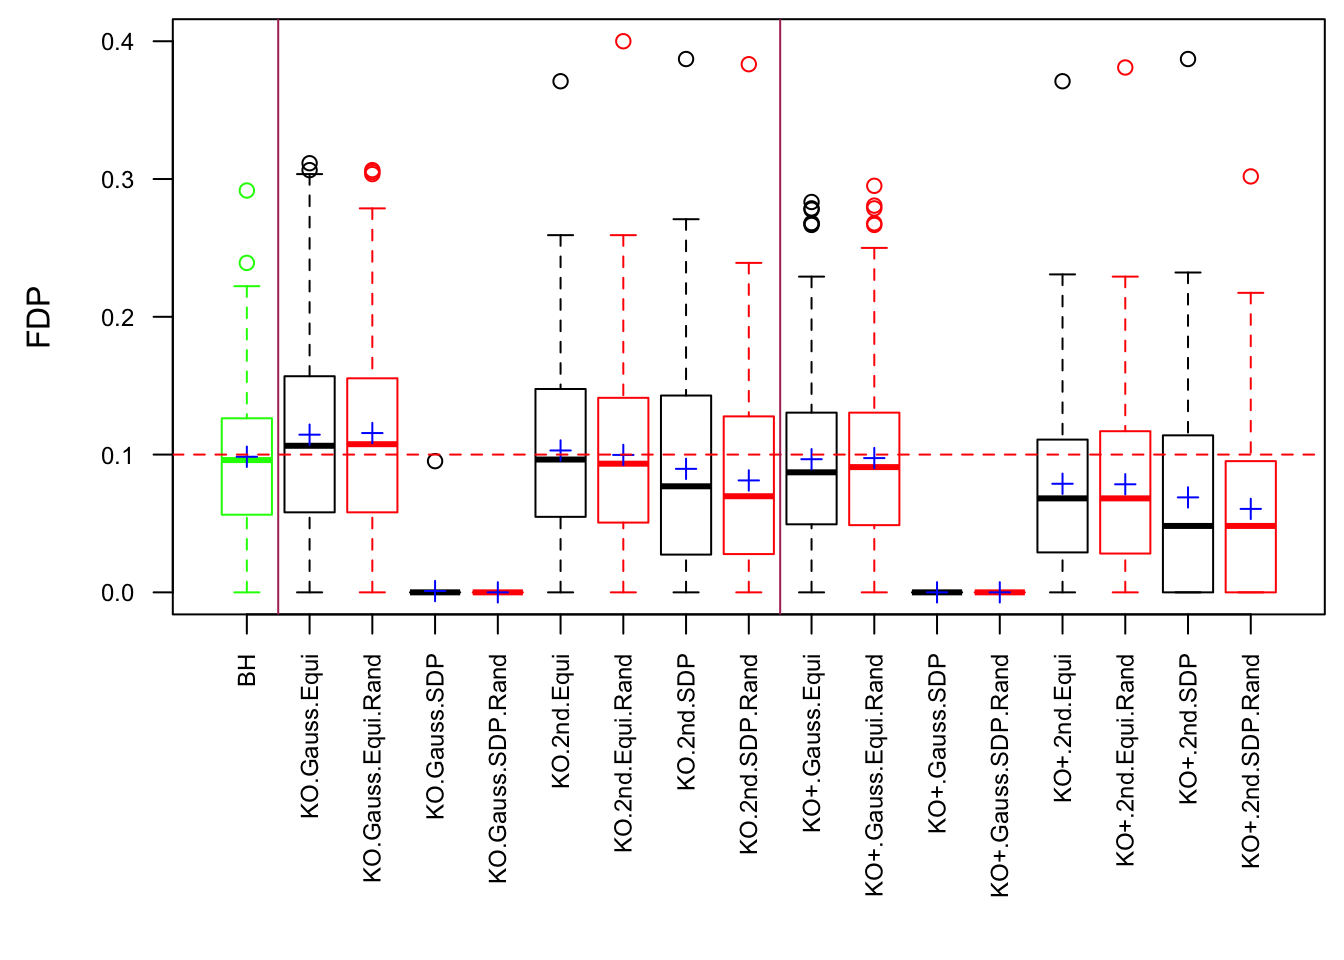 FDP
0.4
0.3
0.2
0.1
0.0
BH
KO.Gauss.Equi
KO.Gauss.Equi.Rand
KO.Gauss.SDP
KO.Gauss.SDP.Rand
KO.2nd.Equi
KO.2nd.Equi.Rand
KO.2nd.SDP
KO.2nd.SDP.Rand
KO+.Gauss.Equi
KO+.Gauss.Equi.Rand
KO+.Gauss.SDP
KO+.Gauss.SDP.Rand
KO+.2nd.Equi
KO+.2nd.Equi.Rand
KO+.2nd.SDP
KO+.2nd.SDP.Rand